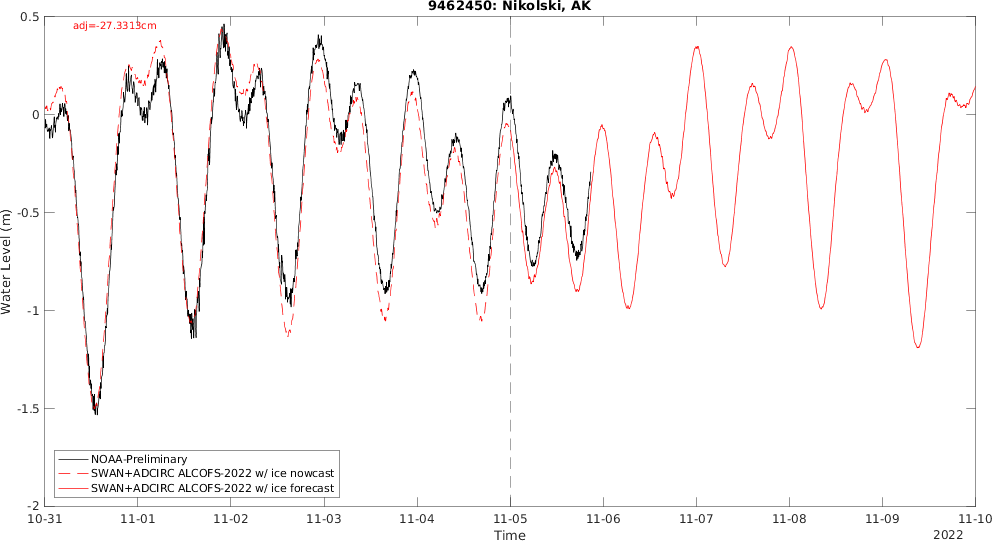 9462450: Nikolski, AK
adj=-27.3313cm
0.5
0
-0.5
-1
-1.5
-2
Water Level (m)
NOAA-Preliminary
SWAN+ADCIRC ALCOFS-2022 w/ ice nowcast
SWAN+ADCIRC ALCOFS-2022 w/ ice forecast
10-31 11-01 11-02 11-03 11-04 11-05 11-06 11-07 11-08 11-09 11-10
Time
2022